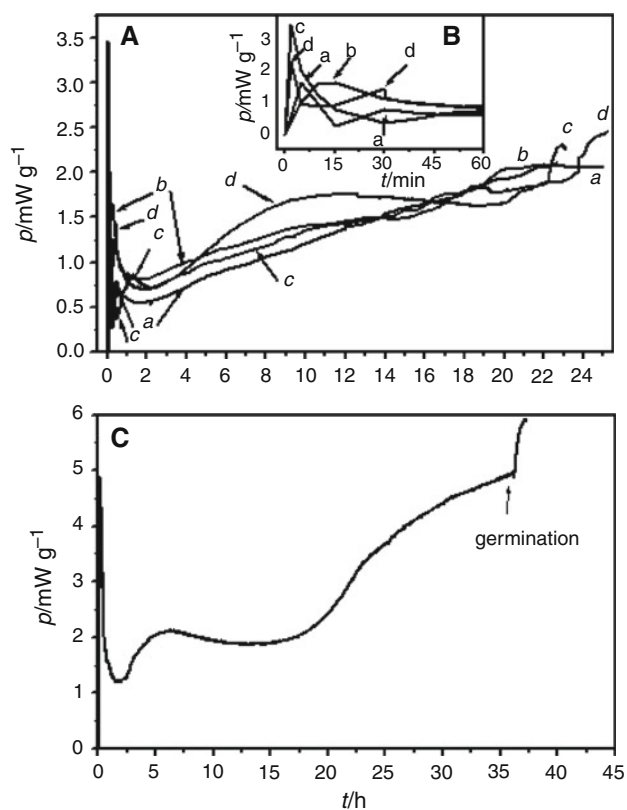 A
B
p/mW g⁻¹
3.5
3.0
2.5
2.0
1.5
1.0
0.5
0.0
p/mW g⁻¹
3
2
1
0
c
d
a
b
d
a
0 15 30 45 60
t/min
b
d
c
c
a
d
c
b
c
d
a
0 2 4 6 8 10 12 14 16 18 20 22 24 26
C
p/mW g⁻¹
6
5
4
3
2
1
0
germination
0 5 10 15 20 25 30 35 40 45
t/h